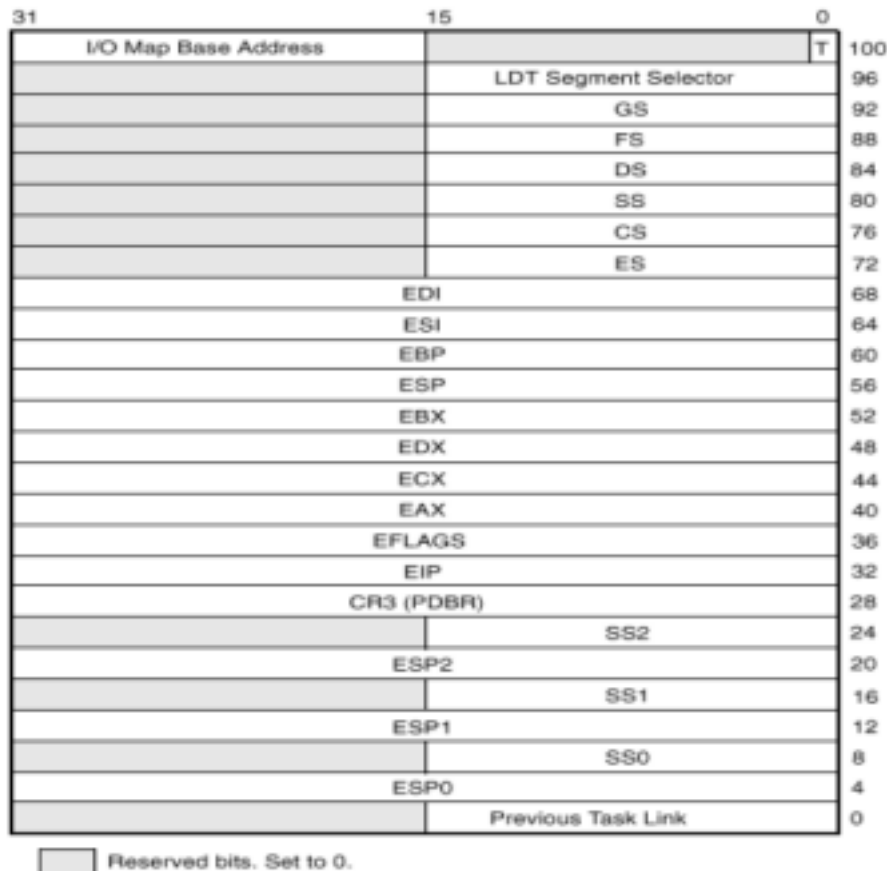 31 15 0
I/O Map Base Address T 100
LDT Segment Selector 96
GS 92
FS 88
DS 84
SS 80
CS 76
ES 72
EDI 68
ESI 64
EBP 60
ESP 56
EBX 52
EDX 48
ECX 44
EAX 40
EFLAGS 36
EIP 32
CR3 (PDBR) 28
SS2 24
ESP2 20
SS1 16
ESP1 12
SS0 8
ESP0 4
Previous Task Link 0
Reserved bits. Set to 0.